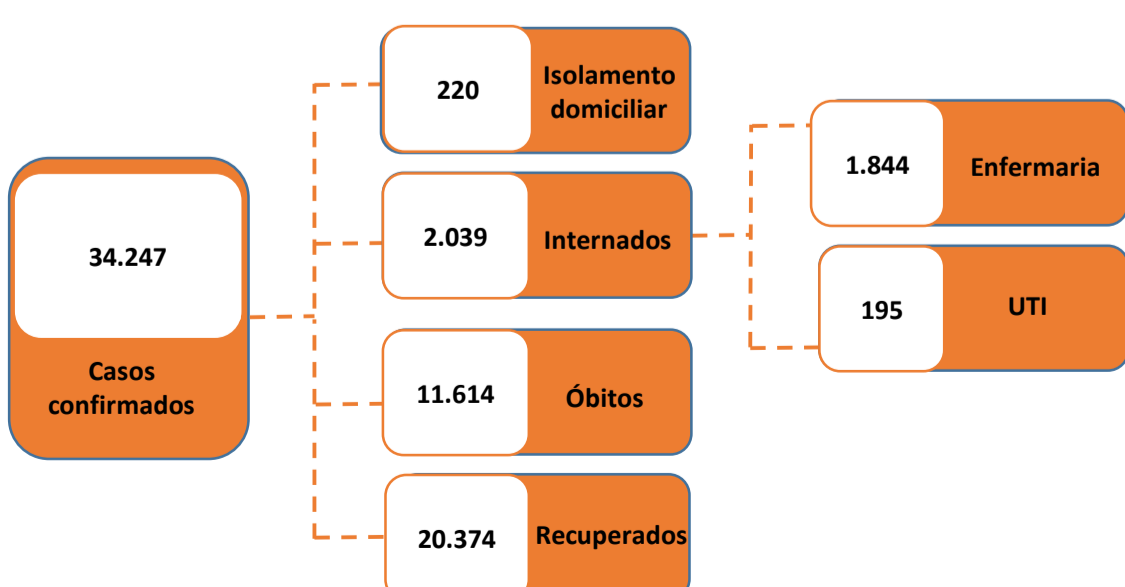 34.247
Casos
confirmados
220
Isolamento
domiciliar
2.039
Internados
11.614
Óbitos
20.374
Recuperados
1.844
Enfermaria
195
UTI